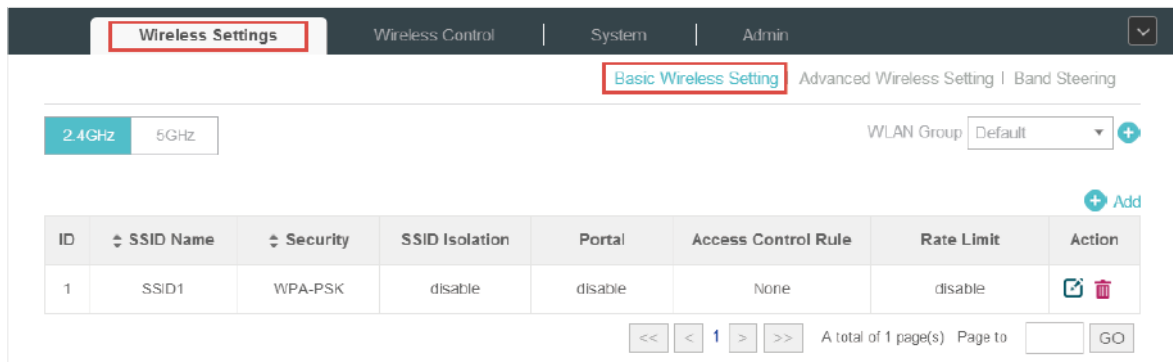 Wireless Settings Wireless Control | System | Admin
Basic Wireless Setting | Advanced Wireless Setting | Band Steering
2.4GHz 5GHz WLAN Group Default
Add
ID SSID Name Security SSID Isolation Portal Access Control Rule Rate Limit Action
1 SSID1 WPA-PSK disable disable None disable
<< < 1 > >> A total of 1 page(s) Page to GO